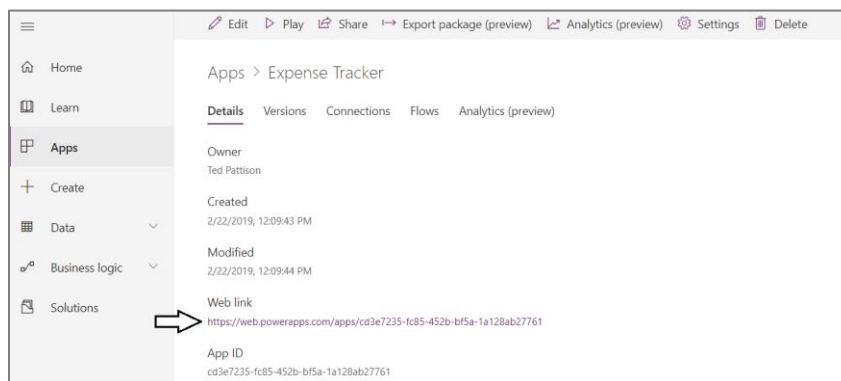 Edit Play Share Export package (preview) Analytics (preview) Settings Delete
Home
Learn
Apps
Create
Data
Business logic
Solutions
Apps > Expense Tracker
Details Versions Connections Flows Analytics (preview)
Owner
Ted Pattison
Created
2/22/2019, 12:09:43 PM
Modified
2/22/2019, 12:09:44 PM
Web link
https://web.powerapps.com/apps/cd3e7235-fc85-452b-bf5a-1a128ab27761
App ID
cd3e7235-fc85-452b-bf5a-1a128ab27761